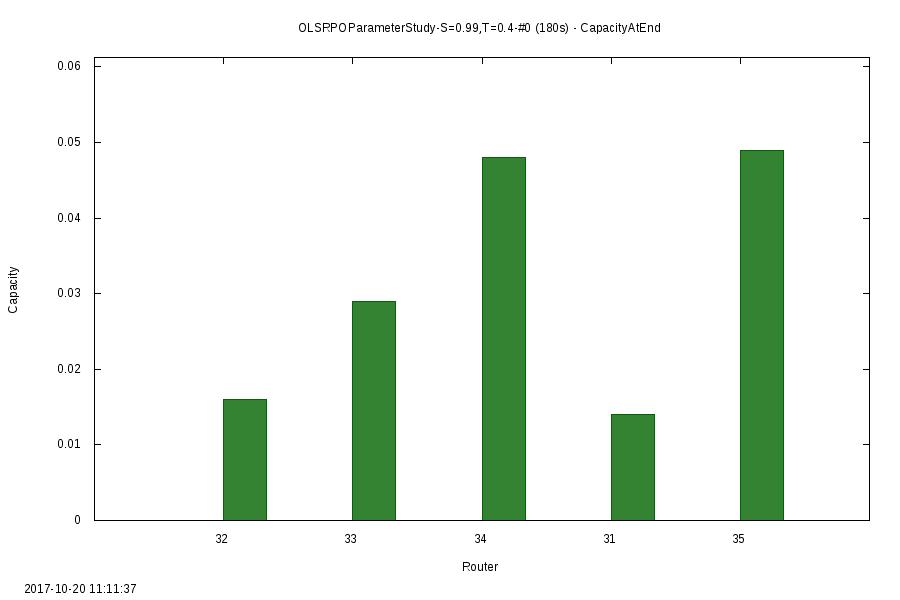 OLSRPOParameterStudy-S=0.99,T=0.4-#0 (180s) - CapacityAtEnd
0.06
0.05
0.04
0.03
0.02
0.01
0
Capacity
32 33 34 31 35
Router
2017-10-20 11:11:37